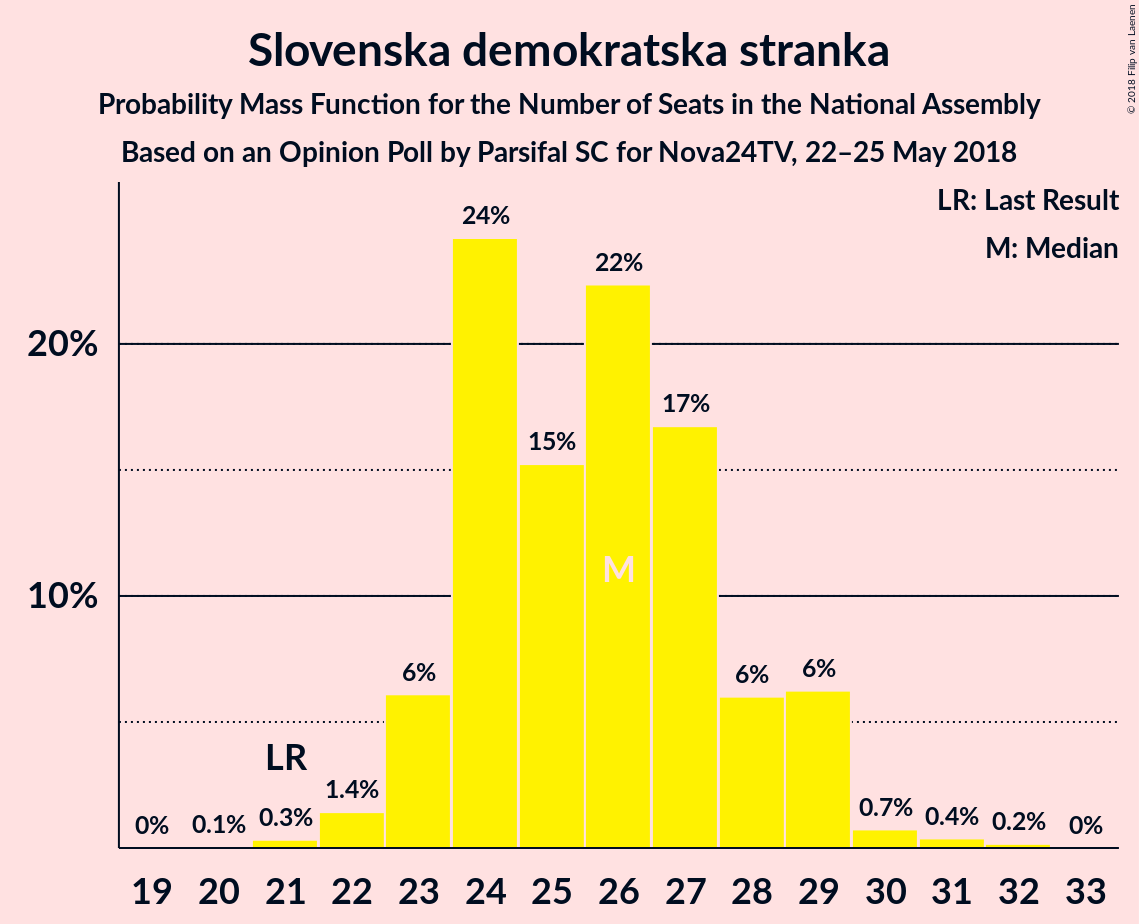 Slovenska demokratska stranka
Probability Mass Function for the Number of Seats in the National Assembly
Based on an Opinion Poll by Parsifal SC for Nova24TV, 22–25 May 2018
© 2018 Filip van Laenen
LR: Last Result
M: Median
20%
10%
0%
0.1%
0.3%
LR
1.4%
6%
24%
15%
22%
M
17%
6%
6%
0.7%
0.4%
0.2%
0%
19 20 21 22 23 24 25 26 27 28 29 30 31 32 33